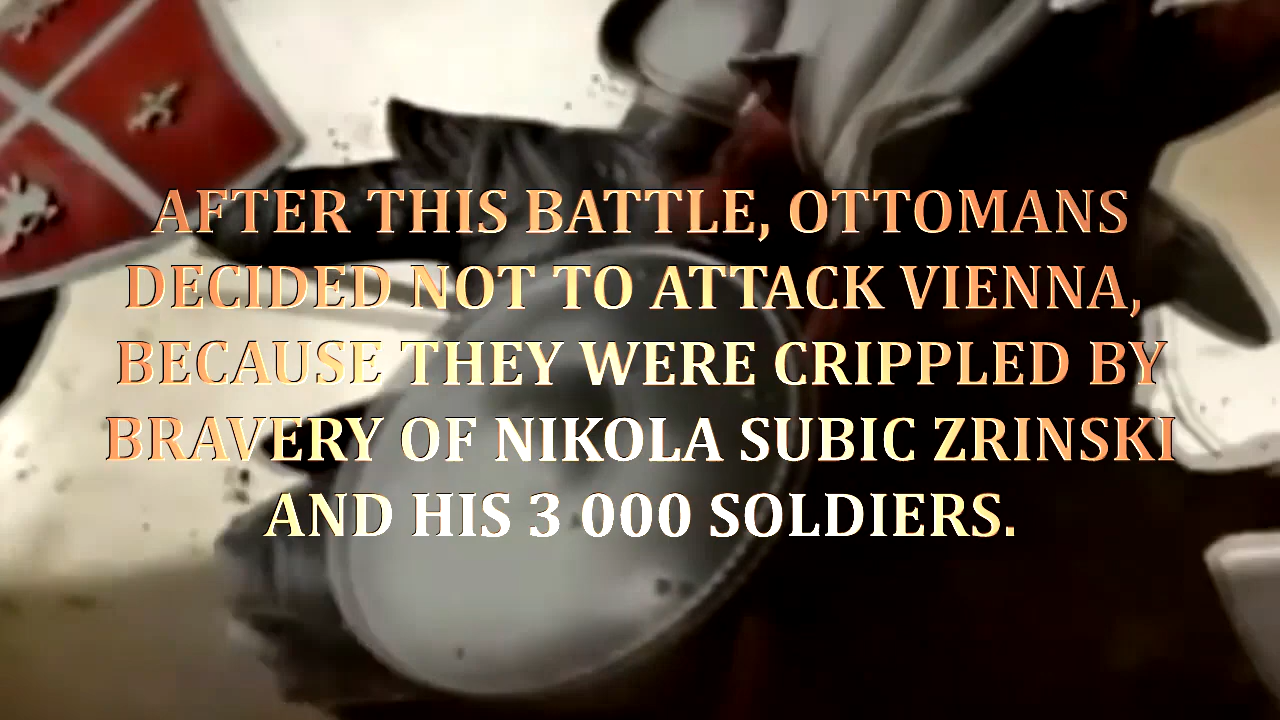 AFTER THIS BATTLE, OTTOMANS
DECIDED NOT TO ATTACK VIENNA,
BECAUSE THEY WERE CRIPPLED BY
BRAVERY OF NIKOLA SUBIC ZRINSKI
AND HIS 3 000 SOLDIERS.